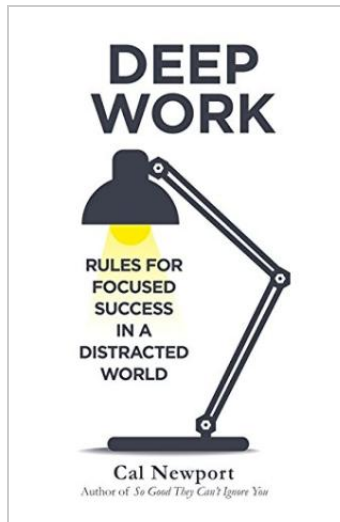 DEEP
WORK
RULES FOR
FOCUSED
SUCCESS
IN A
DISTRACTED
WORLD
Cal Newport
Author of So Good They Can't Ignore You